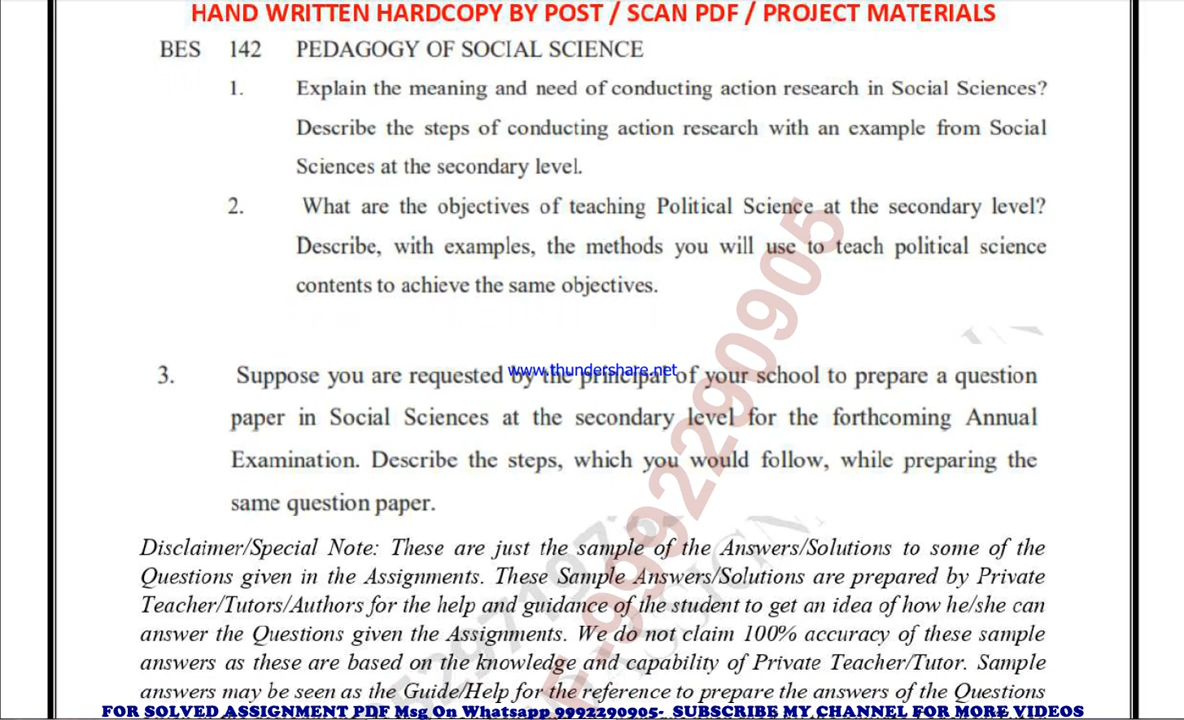 HAND WRITTEN HARDCOPY BY POST / SCAN PDF / PROJECT MATERIALS
BES 142 PEDAGOGY OF SOCIAL SCIENCE
1. Explain the meaning and need of conducting action research in Social Sciences?
Describe the steps of conducting action research with an example from Social
Sciences at the secondary level.
2. What are the objectives of teaching Political Science at the secondary level?
Describe, with examples, the methods you will use to teach political science
contents to achieve the same objectives.
www.thundershare.net
3. Suppose you are requested by the principal of your school to prepare a question
paper in Social Sciences at the secondary level for the forthcoming Annual
Examination. Describe the steps, which you would follow, while preparing the
same question paper.
Disclaimer/Special Note: These are just the sample of the Answers/Solutions to some of the
Questions given in the Assignments. These Sample Answers/Solutions are prepared by Private
Teacher/Tutors/Authors for the help and guidance of the student to get an idea of how he/she can
answer the Questions given the Assignments. We do not claim 100% accuracy of these sample
answers as these are based on the knowledge and capability of Private Teacher/Tutor. Sample
answers may be seen as the Guide/Help for the reference to prepare the answers of the Questions
9992290905
FOR SOLVED ASSIGNMENT PDF Msg On Whatsapp 9992290905- SUBSCRIBE MY CHANNEL FOR MORE VIDEOS